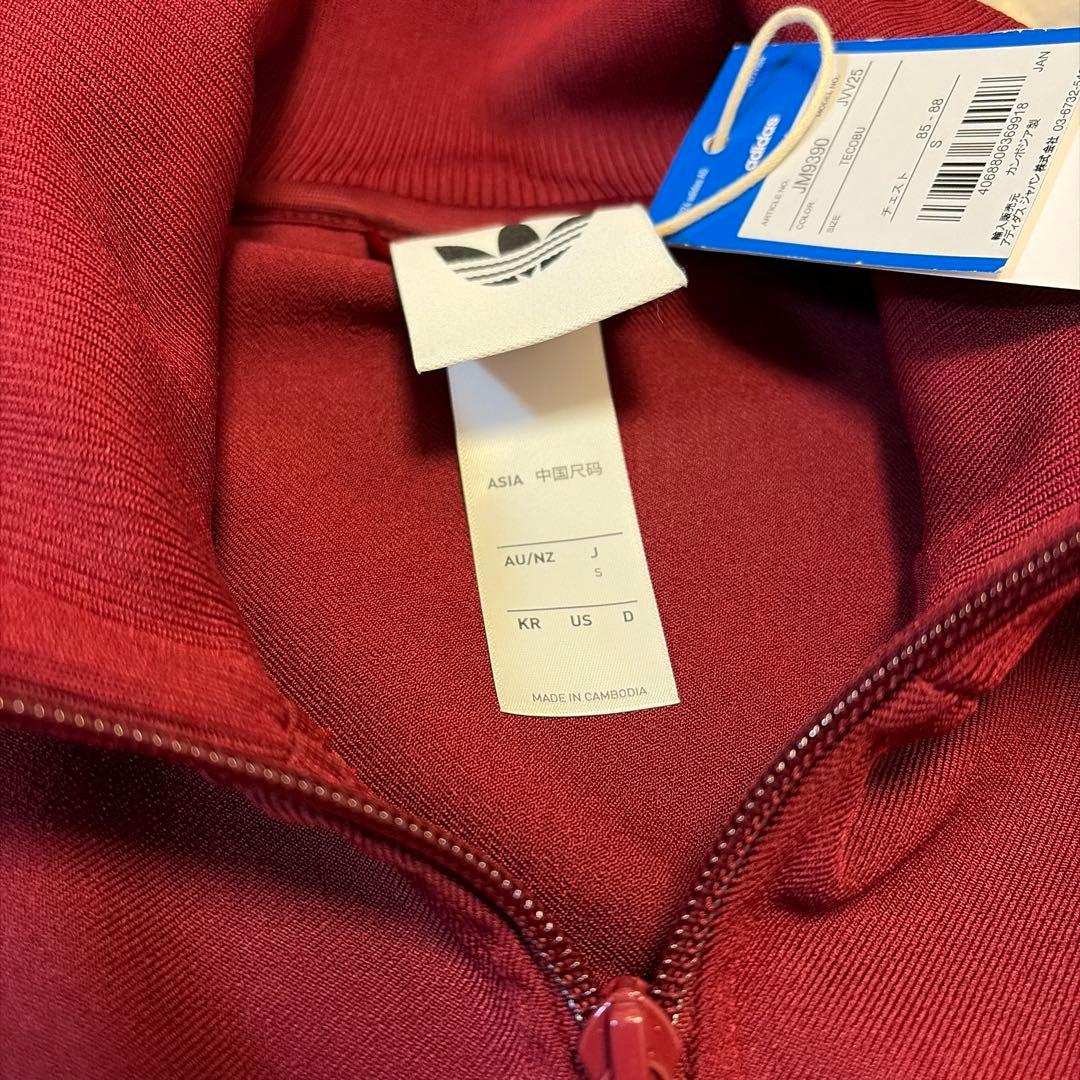 adidas
ARTICLE NO.
JM9390
MODEL NO.
JVV25
COLOR
TECOBU
SIZE
チェスト
85 - 88
S
4068806369918
JAN
輸入販売元
カンボジア製
アディダス ジャパン株式会社 03-6732-
ASIA 中国尺码
AU/NZ J
S
KR US D
MADE IN CAMBODIA